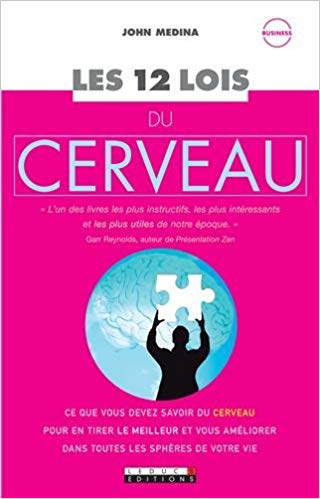 JOHN MEDINA
BUSINESS
LES 12 LOIS
DU
CERVEAU
« L'un des livres les plus instructifs, les plus intéressants
et les plus utiles de notre époque. »
Garr Reynolds, auteur de Présentation Zen
CE QUE VOUS DEVEZ SAVOIR DU CERVEAU
POUR EN TIRER LE MEILLEUR ET VOUS AMÉLIORER
DANS TOUTES LES SPHÈRES DE VOTRE VIE
LEDUC.S
EDITIONS